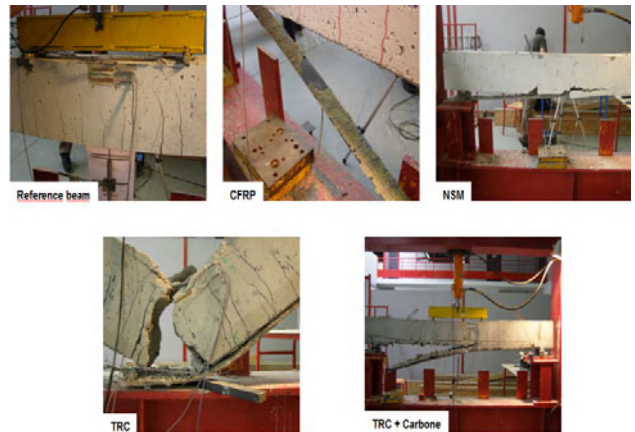 Reference beam
CFRP
NSM
TRC
TRC + Carbone